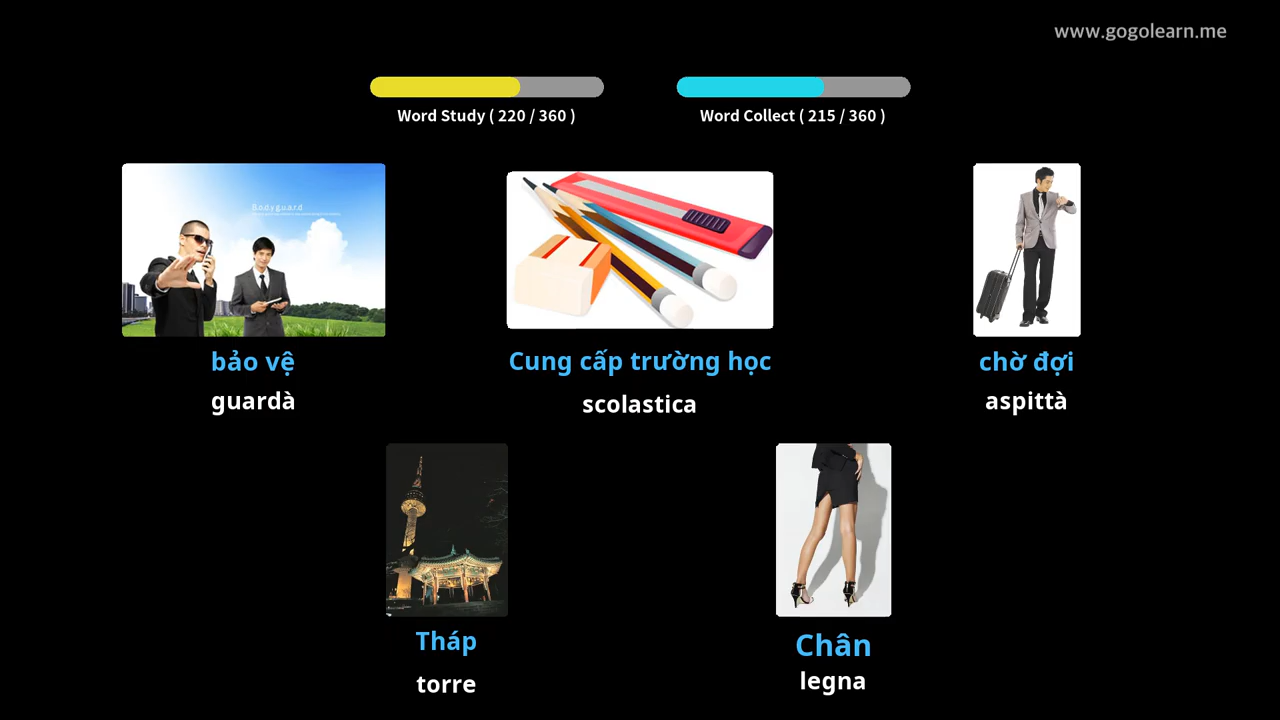 www.gogolearn.me
Word Study ( 220 / 360 )
Word Collect ( 215 / 360 )
Bodyguard
bảo vệ
guardà
Cung cấp trường học
scolastica
chờ đợi
aspittà
Tháp
torre
Chân
legna